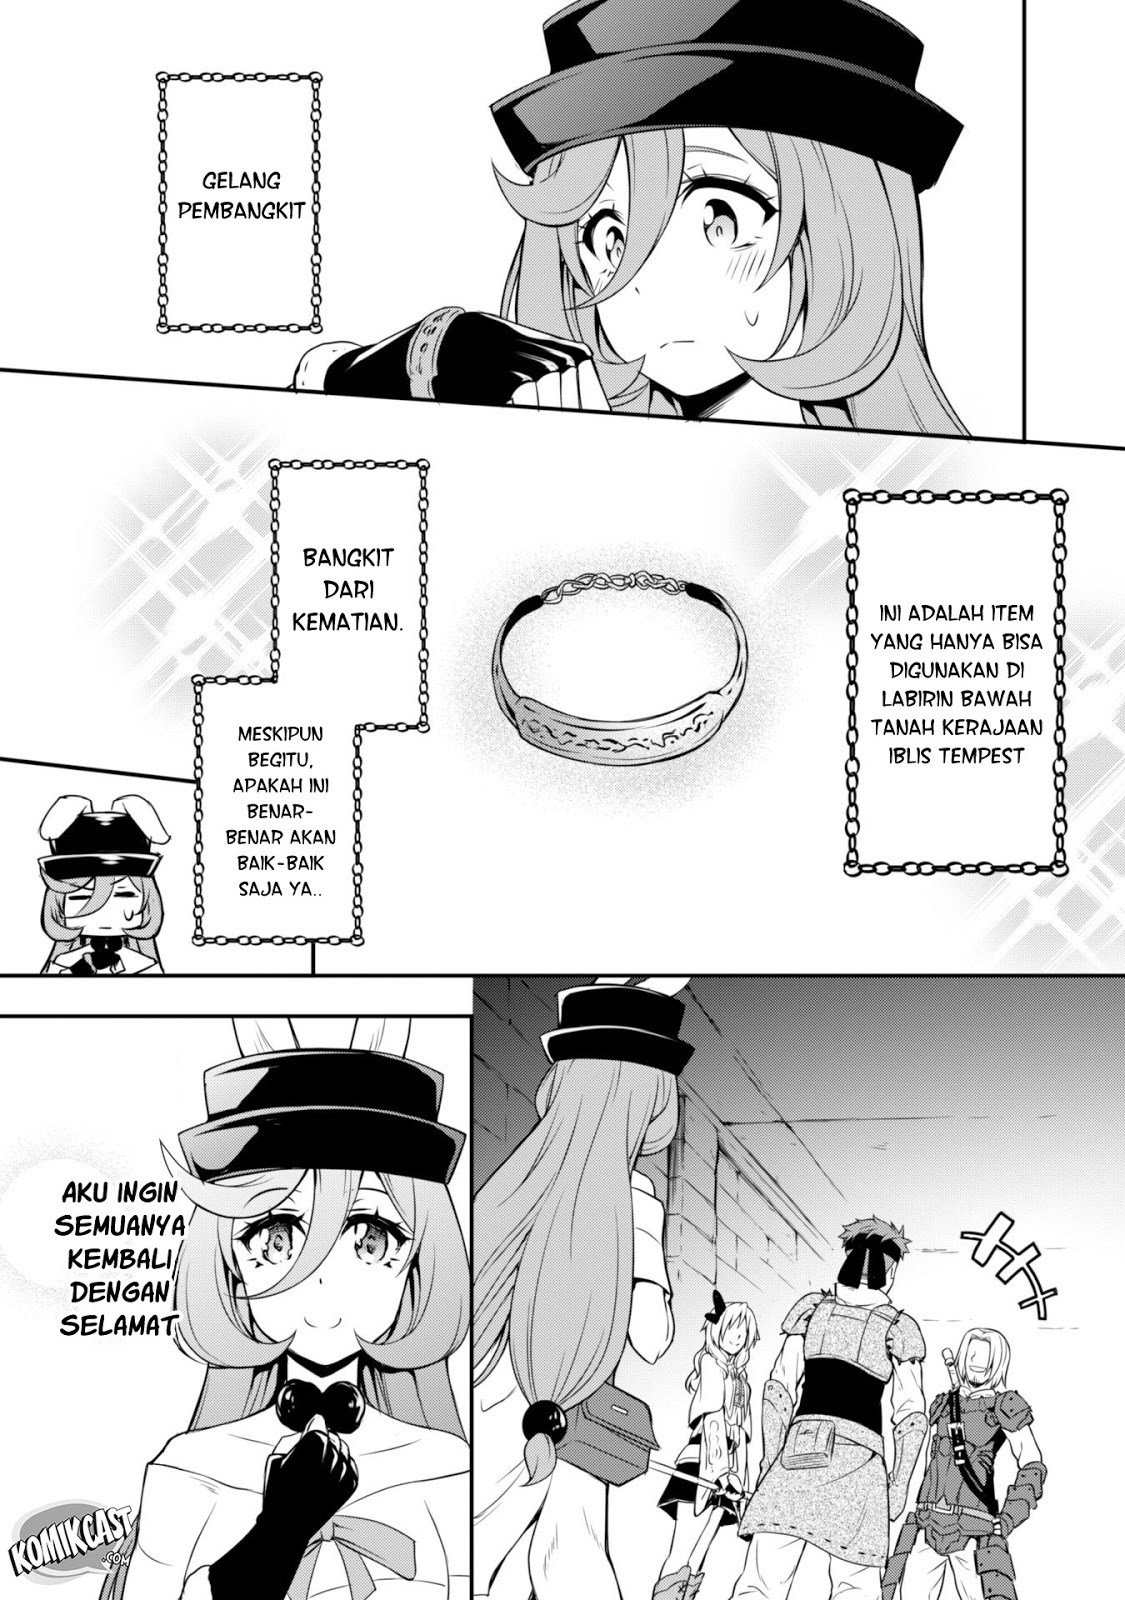 GELANG
PEMBANGKIT
INI ADALAH ITEM
YANG HANYA BISA
DIGUNAKAN DI
LABIRIN BAWAH
TANAH KERAJAAN
IBLIS TEMPEST
BANGKIT
DARI
KEMATIAN.
MESKIPUN
BEGITU,
APAKAH INI
BENAR-
BENAR AKAN
BAIK-BAIK
SAJA YA..
AKU INGIN
SEMUANYA
KEMBALI
DENGAN
SELAMAT
KOMIKCAST
.COM